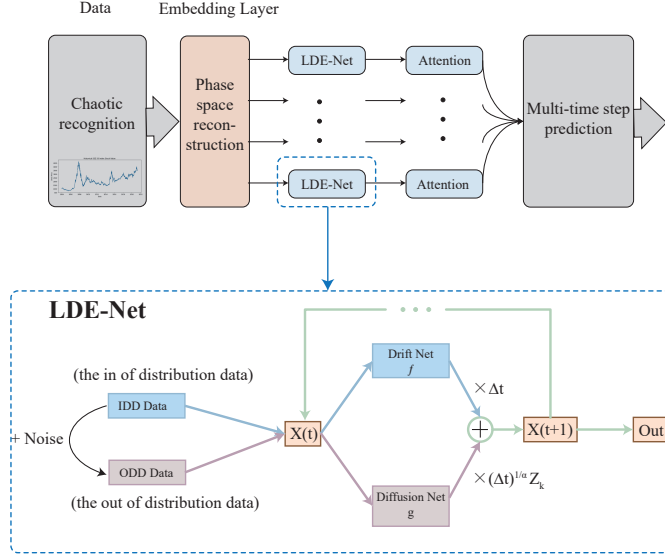 Data
Embedding Layer
Chaotic
recognition
Phase
space
recon-
struction
LDE-Net
Attention
LDE-Net
Attention
Multi-time step
prediction
LDE-Net
(the in of distribution data)
IDD Data
+ Noise
ODD Data
(the out of distribution data)
X(t)
Drift Net
f
× Δt
Diffusion Net
g
× (Δt)^{1/α} Z_k
+
X(t+1)
Out